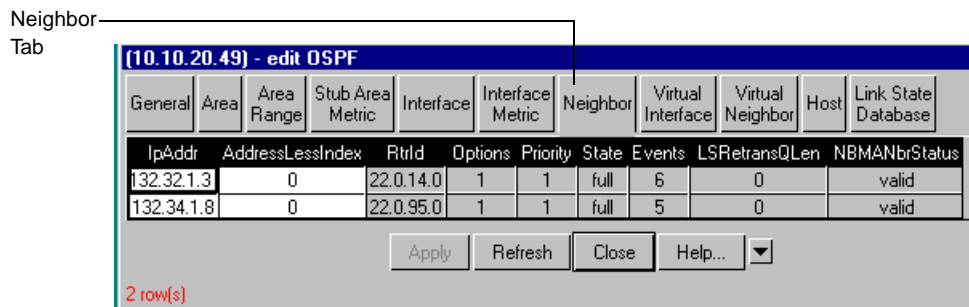 Neighbor
Tab
(10.10.20.49) - edit OSPF
General Area Area Range Stub Area Metric Interface Interface Metric Neighbor Virtual Interface Virtual Neighbor Host Link State Database
IpAddr AddressLessIndex RtrId Options Priority State Events LSRetransQLen NBMANbrStatus
132.32.1.3 0 22.0.14.0 1 1 full 6 0 valid
132.34.1.8 0 22.0.95.0 1 1 full 5 0 valid
Apply Refresh Close Help...
2 row(s)